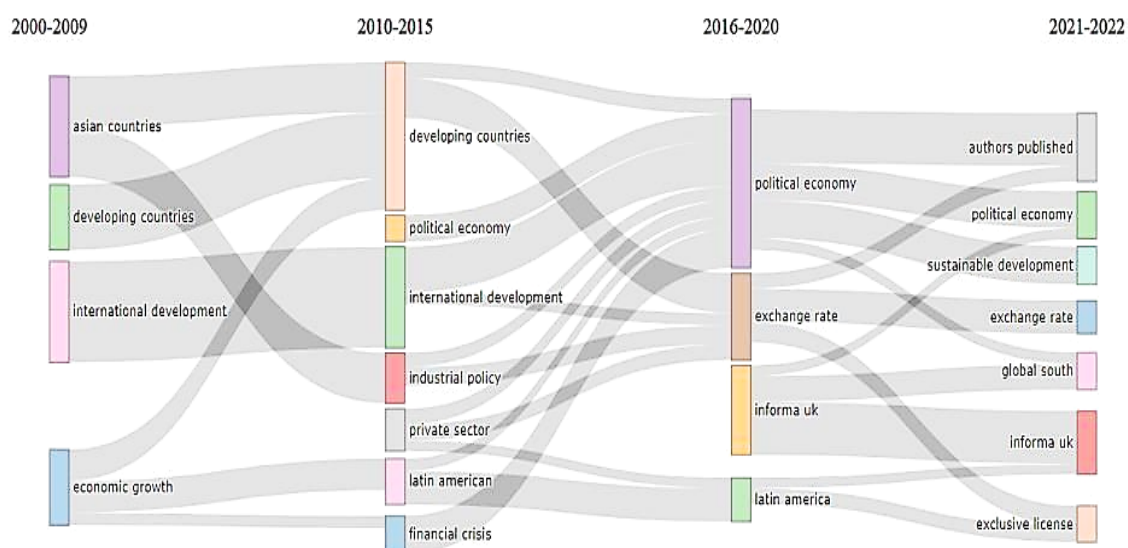 2000-2009
2010-2015
2016-2020
2021-2022
asian countries
developing countries
international development
economic growth
developing countries
political economy
international development
industrial policy
private sector
latin american
financial crisis
political economy
exchange rate
informa uk
latin america
authors published
political economy
sustainable development
exchange rate
global south
informa uk
exclusive license